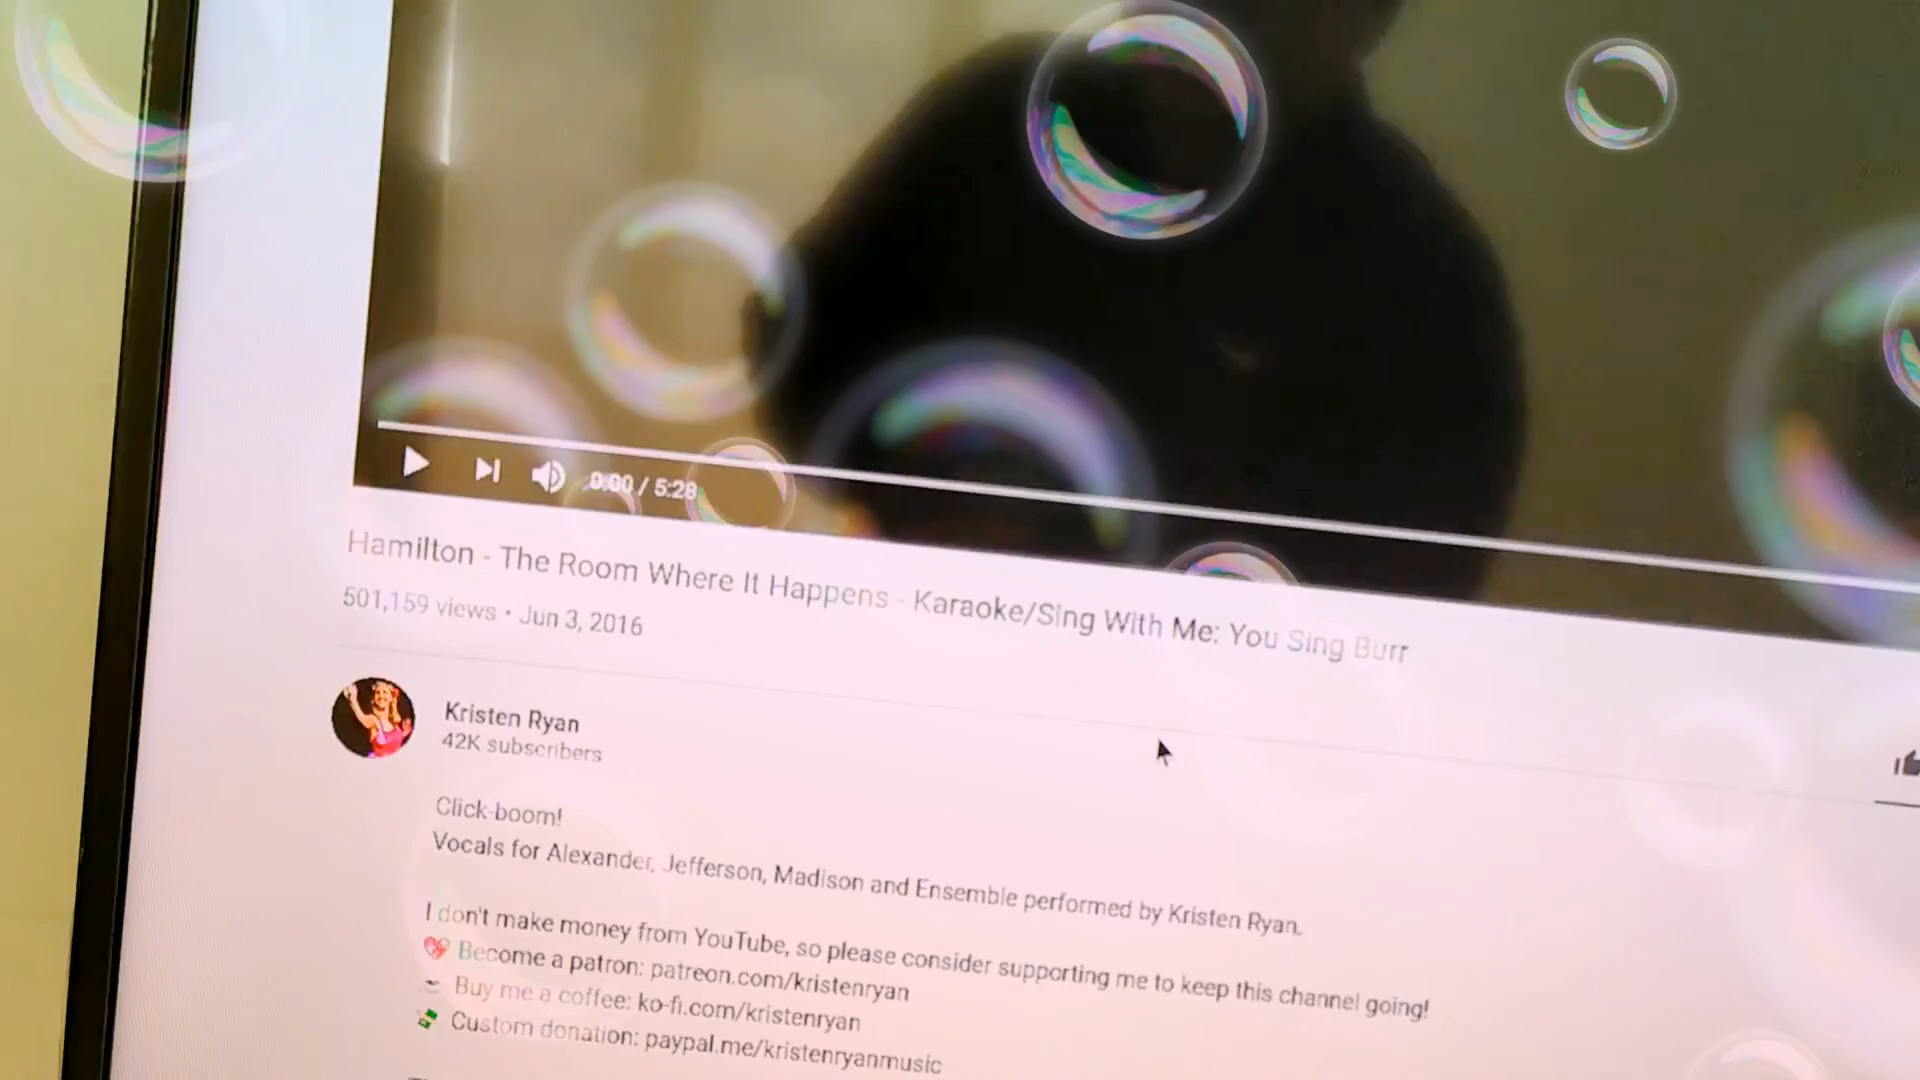 0:00 / 5:28
Hamilton - The Room Where It Happens - Karaoke/Sing With Me: You Sing Burr
501,159 views • Jun 3, 2016
Kristen Ryan
42K subscribers
Click-boom!
Vocals for Alexander, Jefferson, Madison and Ensemble performed by Kristen Ryan.
I don't make money from YouTube, so please consider supporting me to keep this channel going!
💖 Become a patron: patreon.com/kristenryan
☕ Buy me a coffee: ko-fi.com/kristenryan
💸 Custom donation: paypal.me/kristenryanmusic